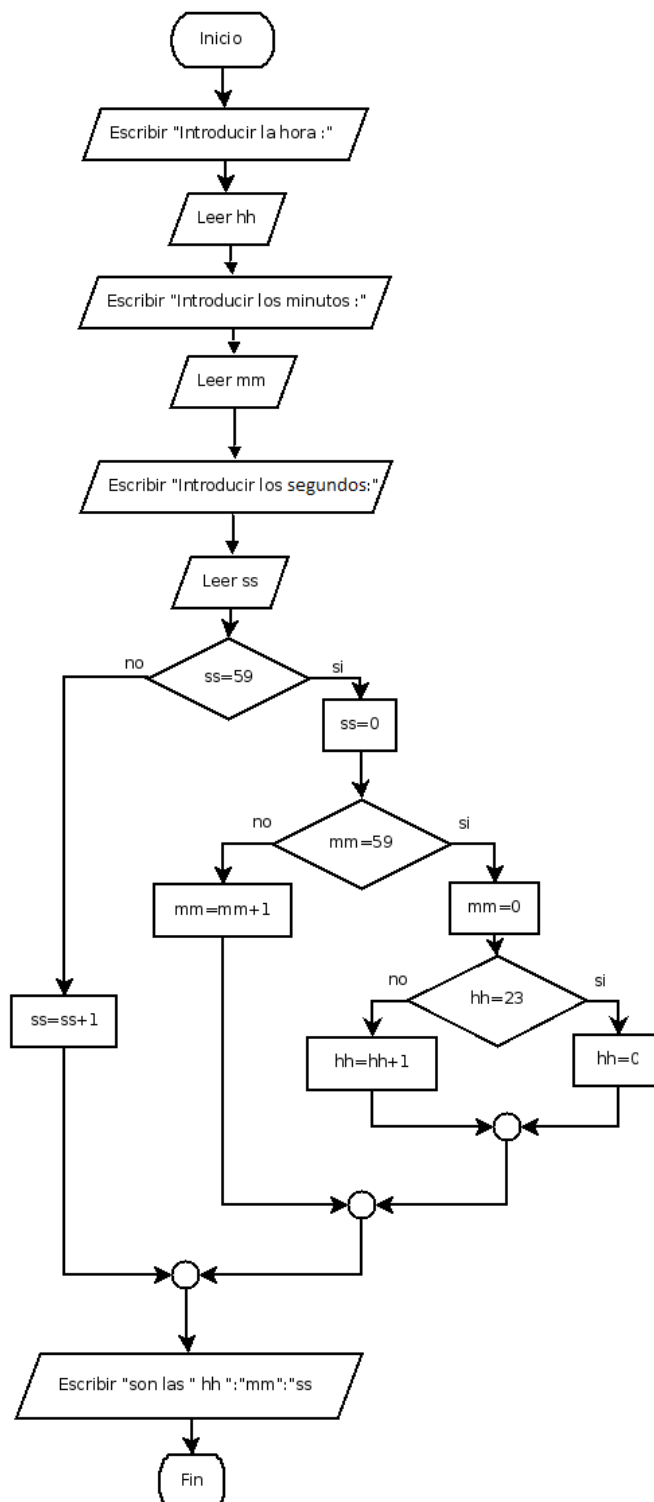 Inicio
Escribir "Introducir la hora :"
Leer hh
Escribir "Introducir los minutos :"
Leer mm
Escribir "Introducir los segundos:"
Leer ss
no
ss=59
si
ss=0
no
mm=59
si
mm=mm+1
mm=0
no
hh=23
si
ss=ss+1
hh=hh+1
hh=0
Escribir "son las " hh ":"mm":"ss
Fin